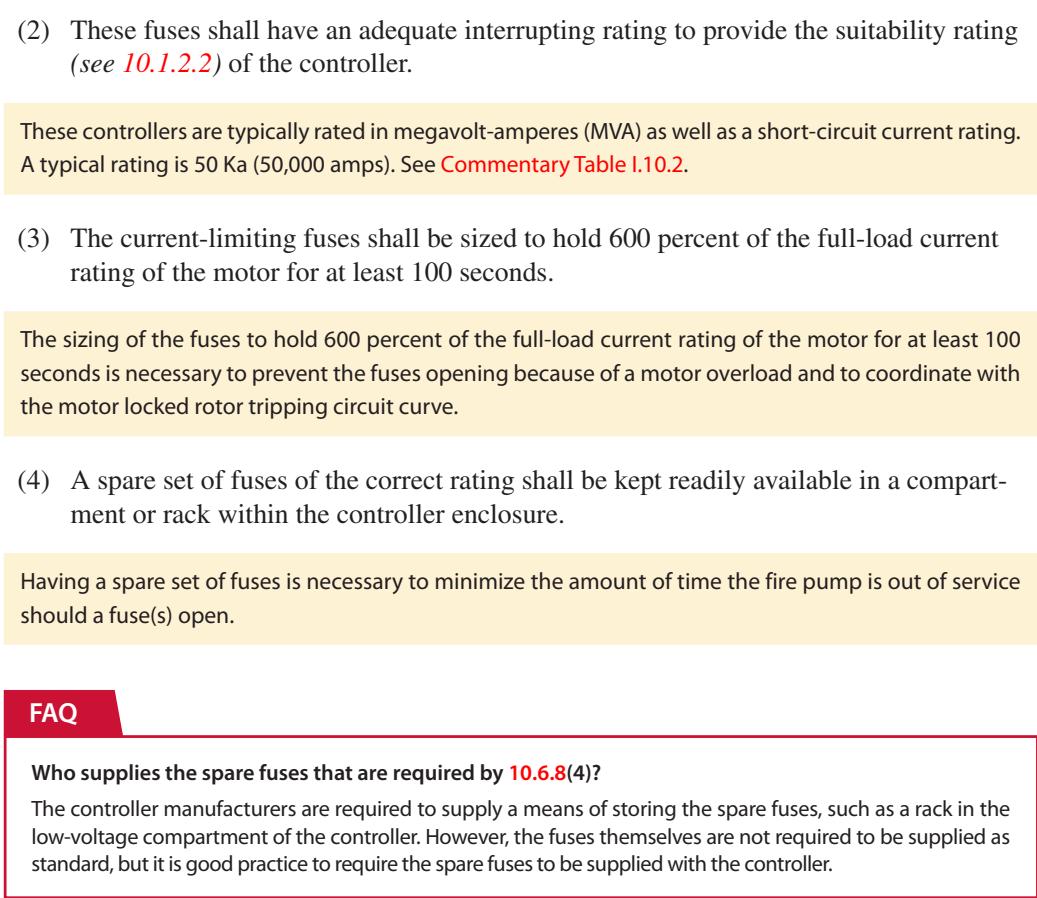 (2) These fuses shall have an adequate interrupting rating to provide the suitability rating
(see 10.1.2.2) of the controller.
These controllers are typically rated in megavolt-amperes (MVA) as well as a short-circuit current rating.
A typical rating is 50 Ka (50,000 amps). See Commentary Table I.10.2.
(3) The current-limiting fuses shall be sized to hold 600 percent of the full-load current
rating of the motor for at least 100 seconds.
The sizing of the fuses to hold 600 percent of the full-load current rating of the motor for at least 100
seconds is necessary to prevent the fuses opening because of a motor overload and to coordinate with
the motor locked rotor tripping circuit curve.
(4) A spare set of fuses of the correct rating shall be kept readily available in a compart-
ment or rack within the controller enclosure.
Having a spare set of fuses is necessary to minimize the amount of time the fire pump is out of service
should a fuse(s) open.
FAQ
Who supplies the spare fuses that are required by 10.6.8(4)?
The controller manufacturers are required to supply a means of storing the spare fuses, such as a rack in the
low-voltage compartment of the controller. However, the fuses themselves are not required to be supplied as
standard, but it is good practice to require the spare fuses to be supplied with the controller.